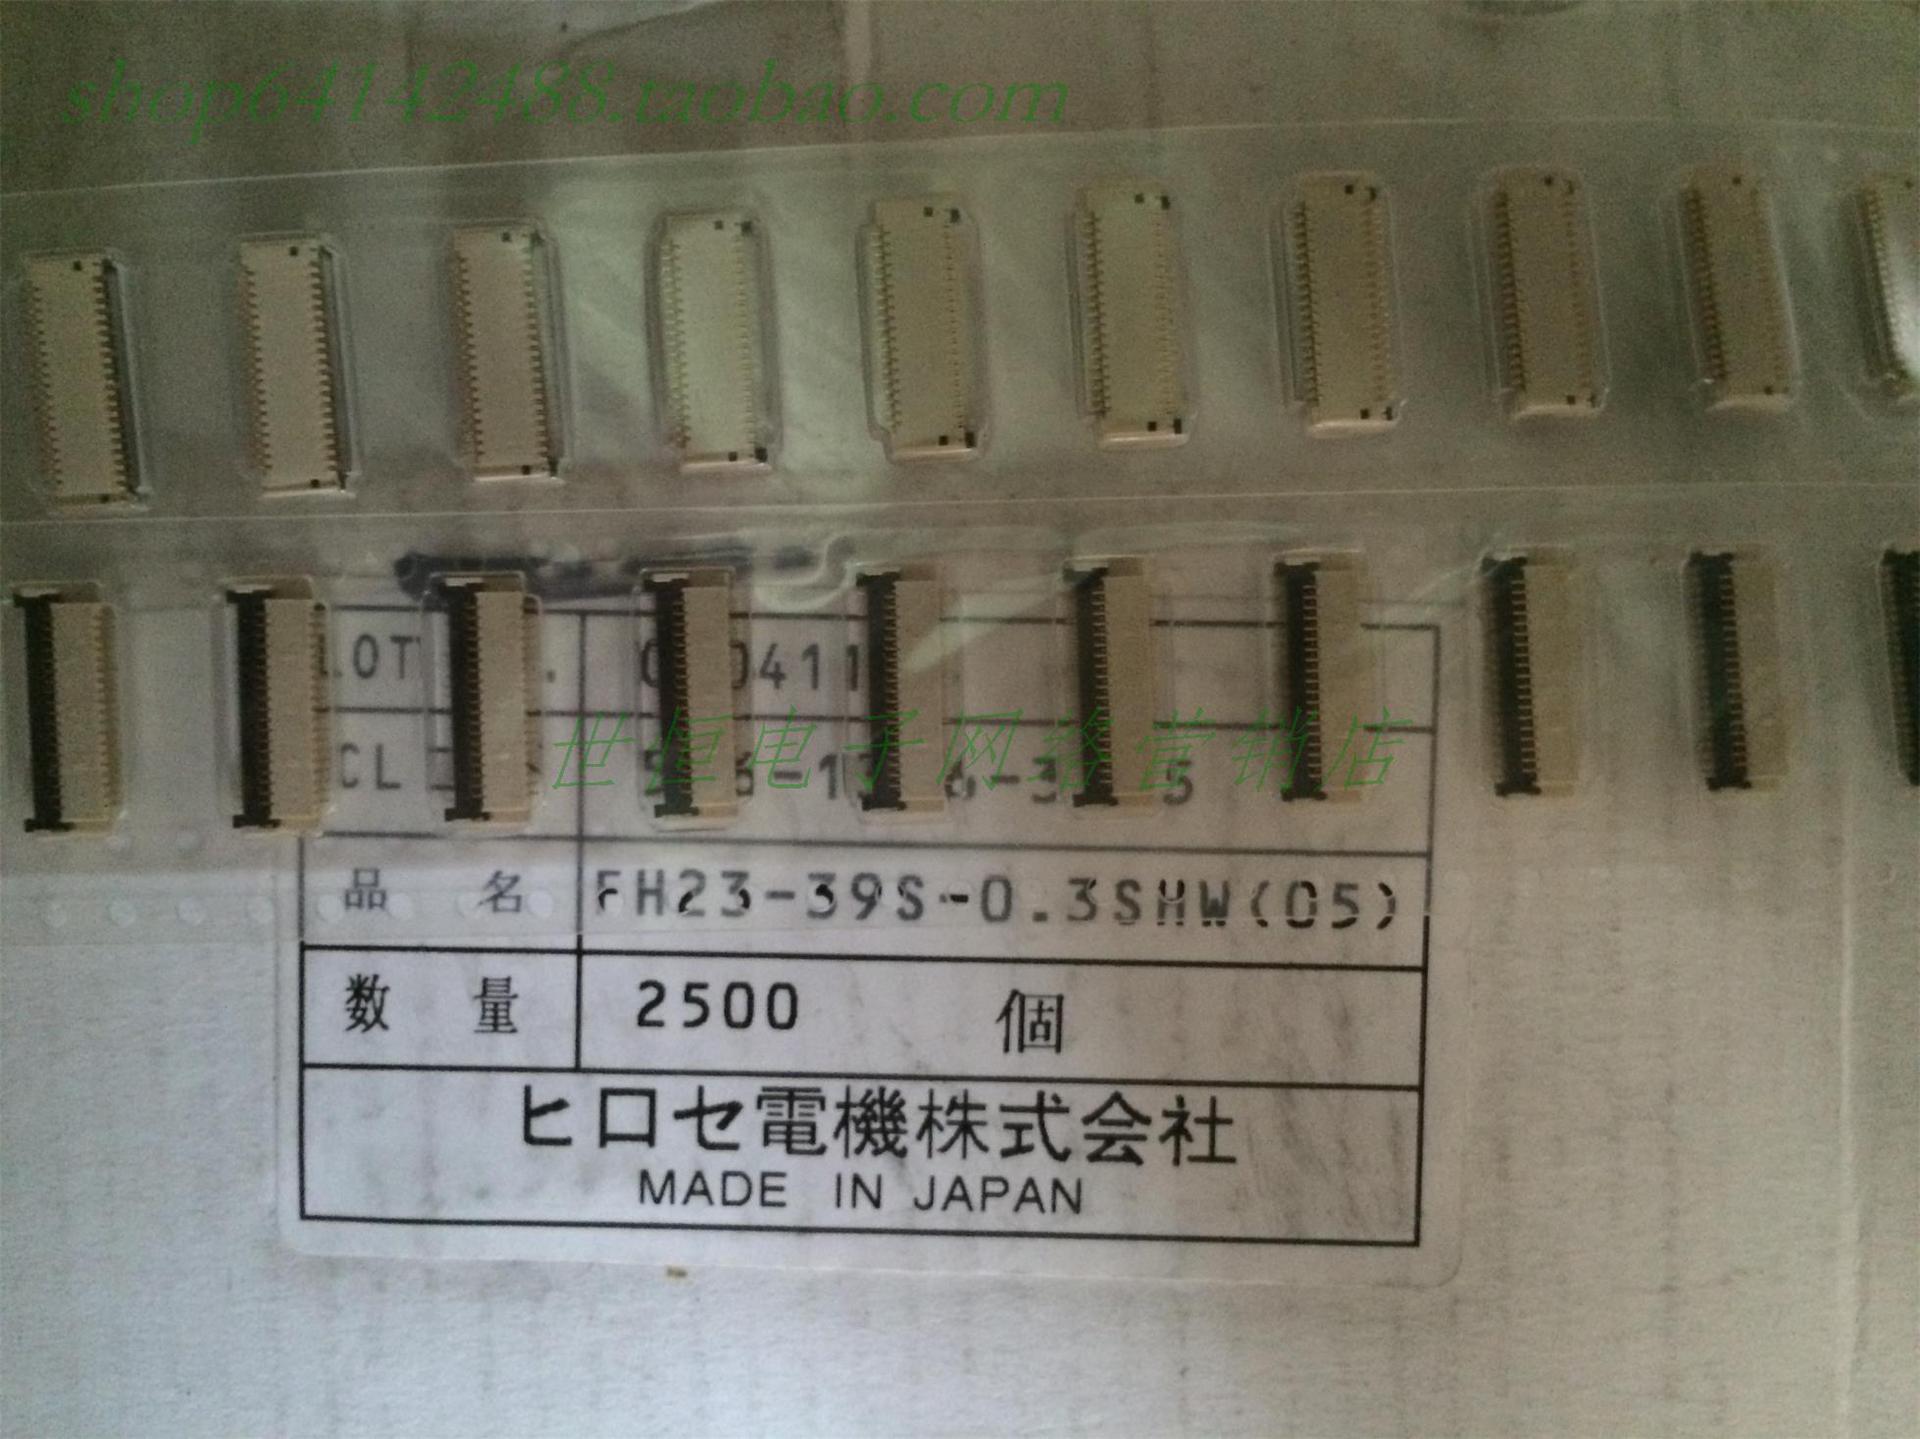 shop64142488.taobao.com
LOT
CL
世恒电子网络营销店
品 名 FH23-39S-0.3SHW(05)
数 量 2500 個
ヒロセ電機株式会社
MADE IN JAPAN